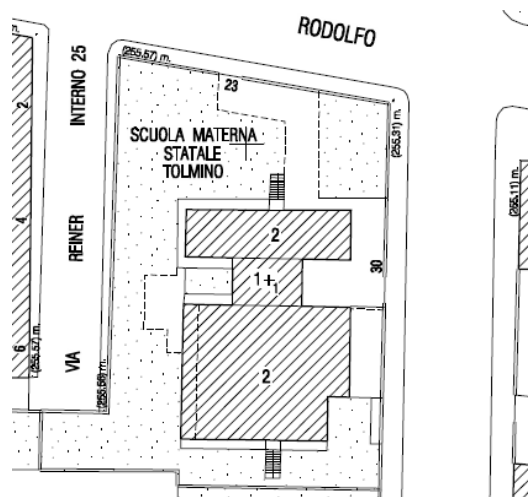 RODOLFO
(255,57) m.
INTERNO 25
23
2
SCUOLA MATERNA
STATALE
TOLMINO
(255,31) m.
(255,11) m.
4
REINER
2
30
1+1
6
(255,57) m.
VIA
(255,56) m.
2